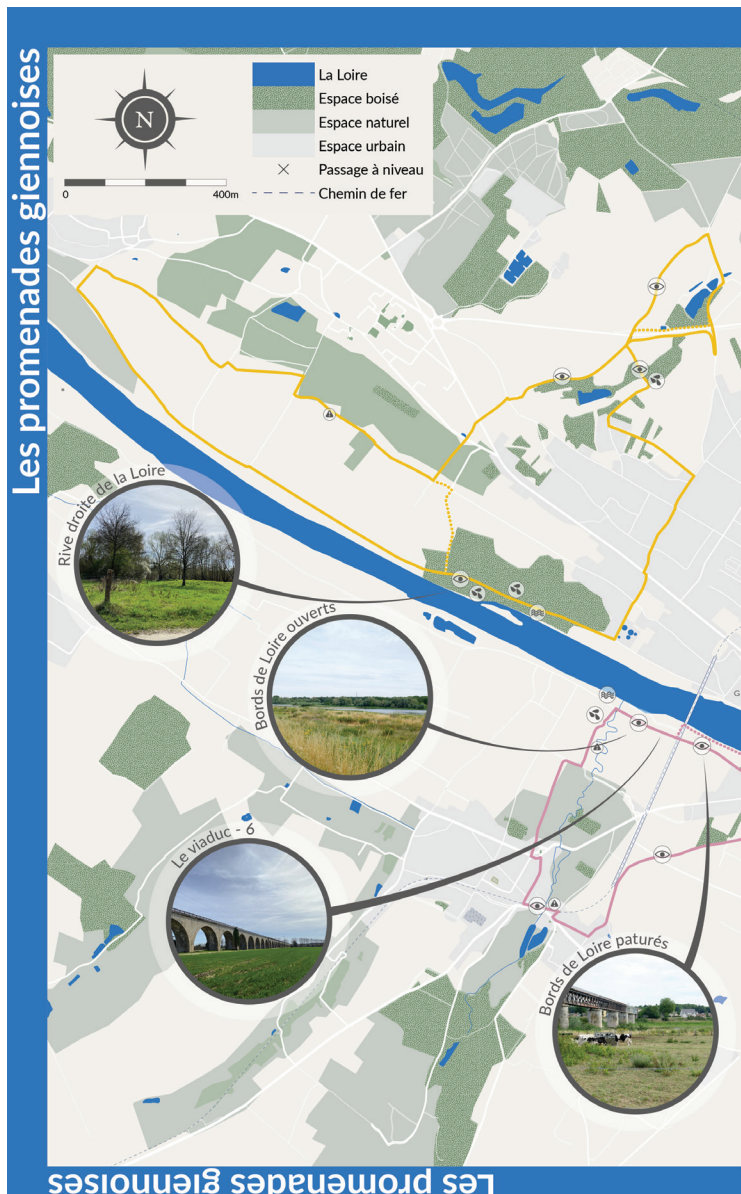 Les promenades giennoises
N
0
400m
La Loire
Espace boisé
Espace naturel
Espace urbain
Passage à niveau
Chemin de fer
Rive droite de la Loire
Bords de Loire ouverts
G
Le viaduc - 6
Bords de Loire paturés
Les promenades giennoises